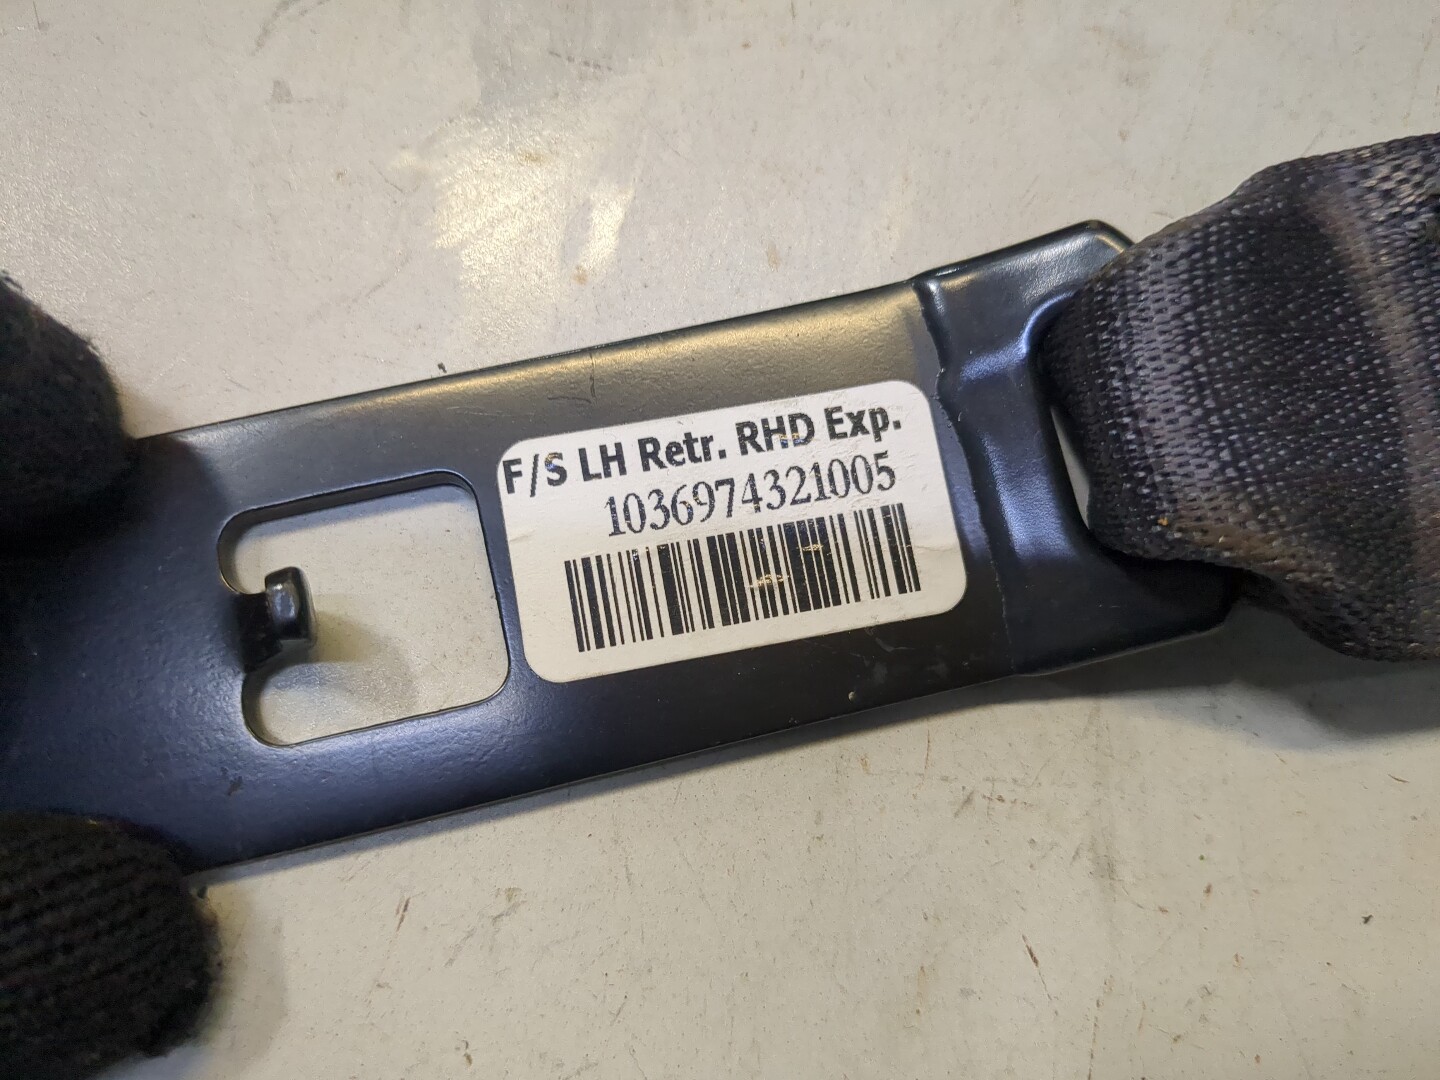 F/S LH Retr. RHD Exp.
1036974321005